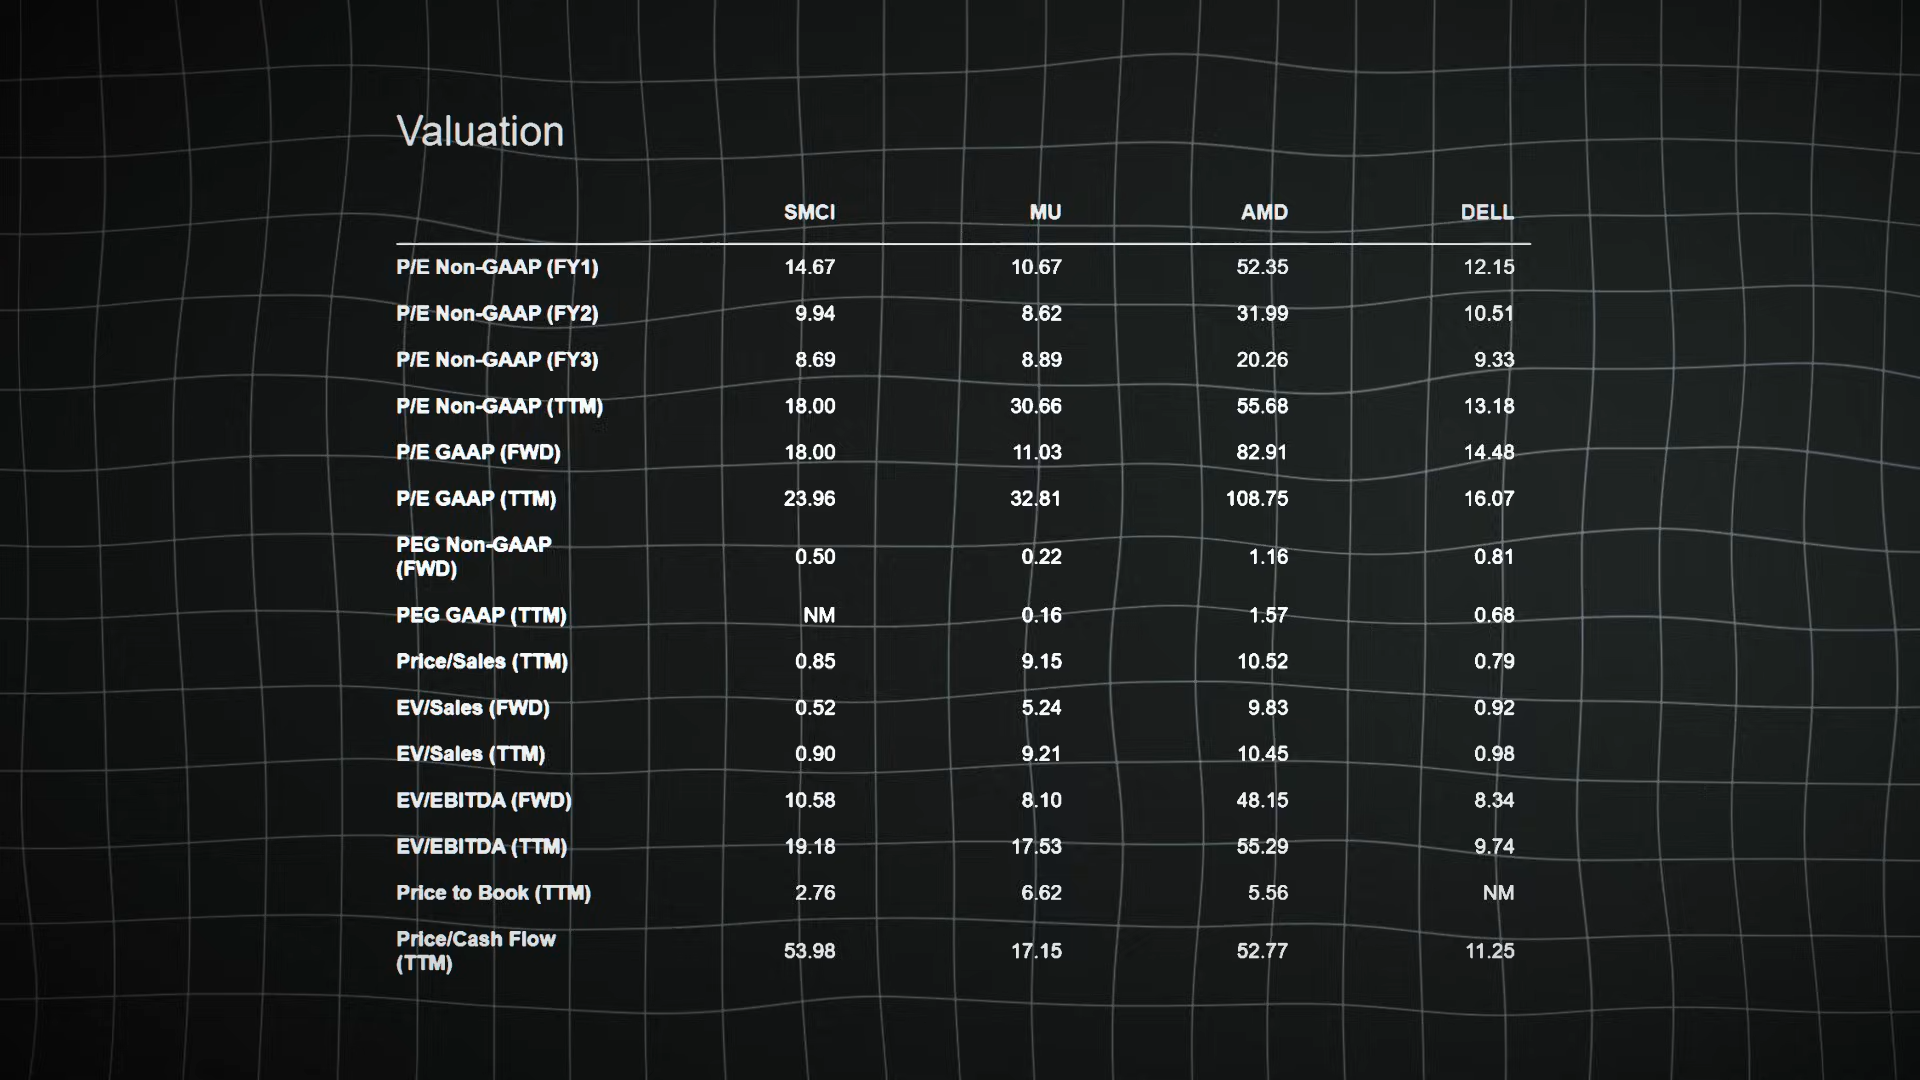 Valuation
SMCI MU AMD DELL
P/E Non-GAAP (FY1) 14.67 10.67 52.35 12.15
P/E Non-GAAP (FY2) 9.94 8.62 31.99 10.51
P/E Non-GAAP (FY3) 8.69 8.89 20.26 9.33
P/E Non-GAAP (TTM) 18.00 30.66 55.68 13.18
P/E GAAP (FWD) 18.00 11.03 82.91 14.48
P/E GAAP (TTM) 23.96 32.81 108.75 16.07
PEG Non-GAAP
(FWD) 0.50 0.22 1.16 0.81
PEG GAAP (TTM) NM 0.16 1.57 0.68
Price/Sales (TTM) 0.85 9.15 10.52 0.79
EV/Sales (FWD) 0.52 5.24 9.83 0.92
EV/Sales (TTM) 0.90 9.21 10.45 0.98
EV/EBITDA (FWD) 10.58 8.10 48.15 8.34
EV/EBITDA (TTM) 19.18 17.53 55.29 9.74
Price to Book (TTM) 2.76 6.62 5.56 NM
Price/Cash Flow
(TTM) 53.98 17.15 52.77 11.25